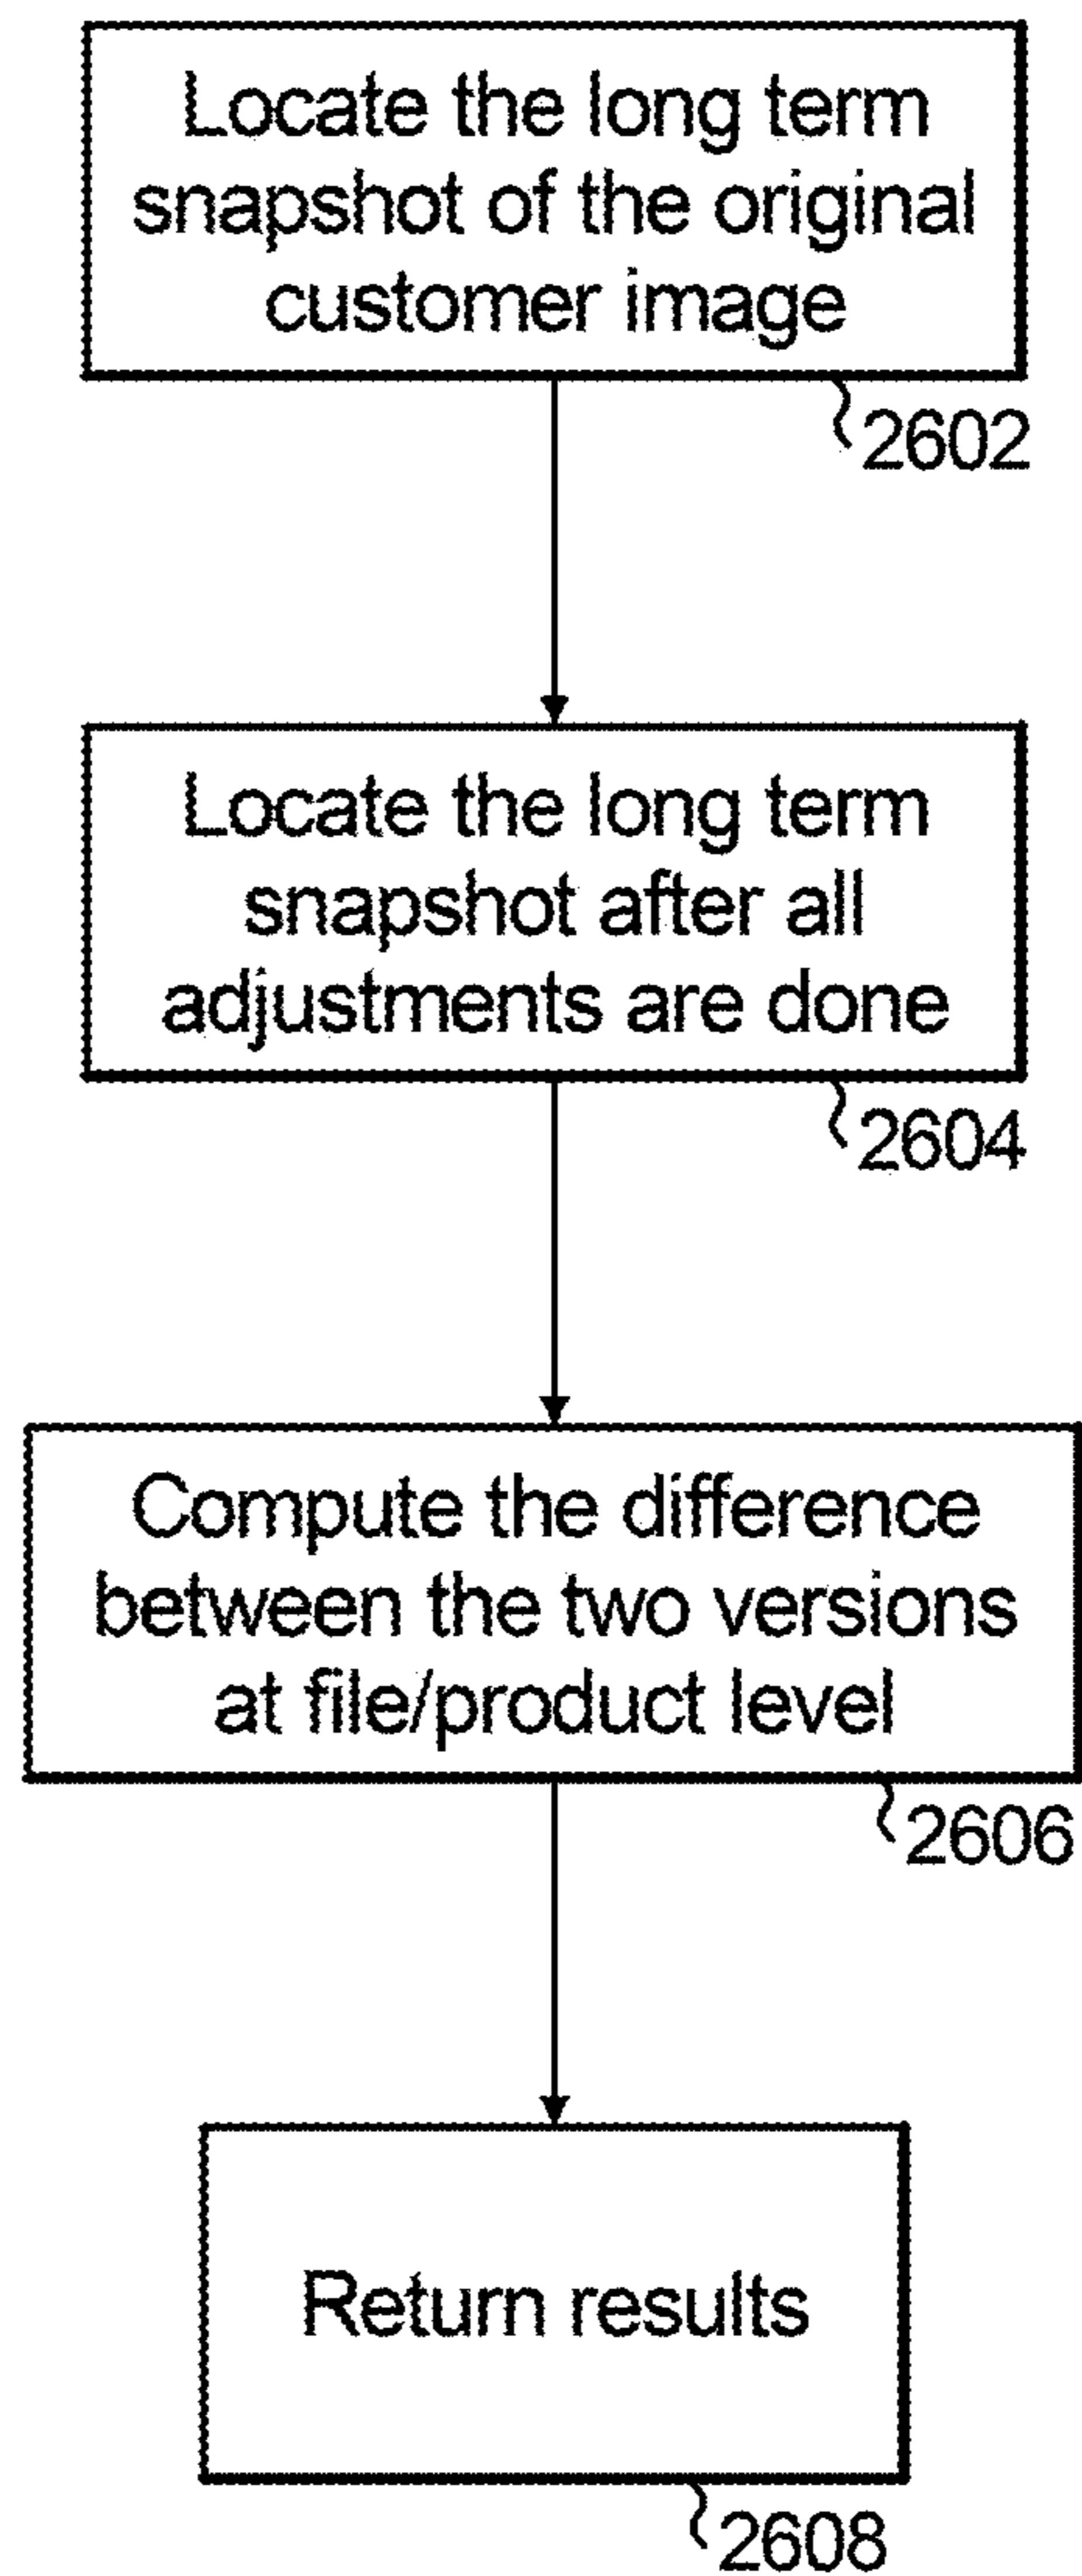 Locate the long term
snapshot of the original
customer image
2602
Locate the long term
snapshot after all
adjustments are done
2604
Compute the difference
between the two versions
at file/product level
2606
Return results
2608